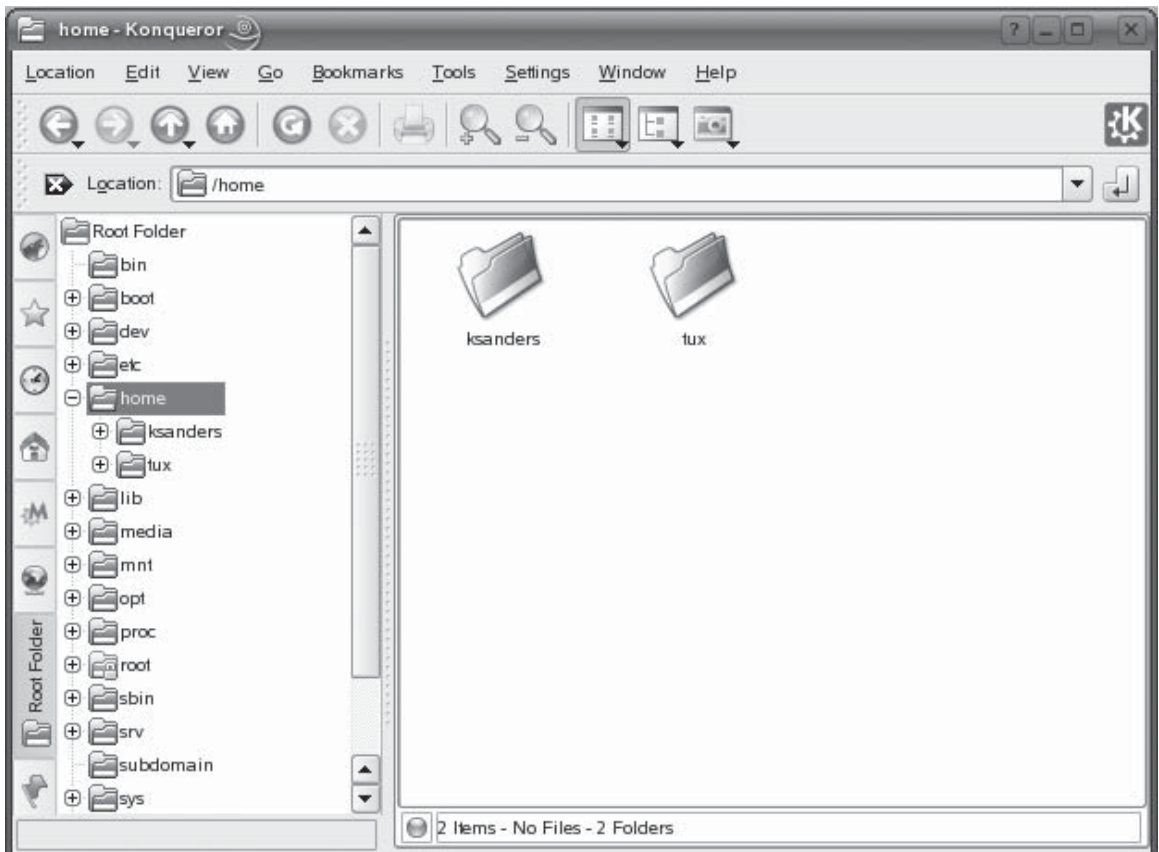 home - Konqueror
Location Edit View Go Bookmarks Tools Settings Window Help
Location: /home
Root Folder
bin
boot
dev
etc
home
ksanders
tux
lib
media
mnt
opt
proc
root
sbin
srv
subdomain
sys
Root Folder
ksanders tux
2 Items - No Files - 2 Folders